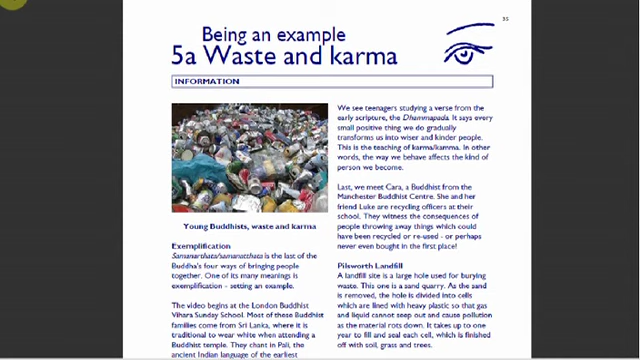 35
Being an example
5a Waste and karma
INFORMATION
Young Buddhists, waste and karma
Exemplification
Samanarthata/samanattata is the last of the
Buddha's four ways of bringing people
together. One of its many meanings is
exemplification - setting an example.
The video begins at the London Buddhist
Vihara Sunday School. Most of these Buddhist
families come from Sri Lanka, where it is
traditional to wear white when attending a
Buddhist temple. They chant in Pali, the
ancient Indian language of the earliest
We see teenagers studying a verse from the
early scripture, the Dhammapada. It says every
small positive thing we do gradually
transforms us into wiser and kinder people.
This is the teaching of karma/kamma. In other
words, the way we behave affects the kind of
person we become.
Last, we meet Cara, a Buddhist from the
Manchester Buddhist Centre. She and her
friend Luke are recycling officers at their
school. They witness the consequences of
people throwing away things which could
have been recycled or re-used - or perhaps
never even bought in the first place!
Pilsworth Landfill
A landfill site is a large hole used for burying
waste. This one is a sand quarry. As the sand
is removed, the hole is divided into cells
which are lined with heavy plastic so that gas
and liquid cannot seep out and cause pollution
as the material rots down. It takes up to one
year to fill and seal each cell, which is finished
off with soil, grass and trees.